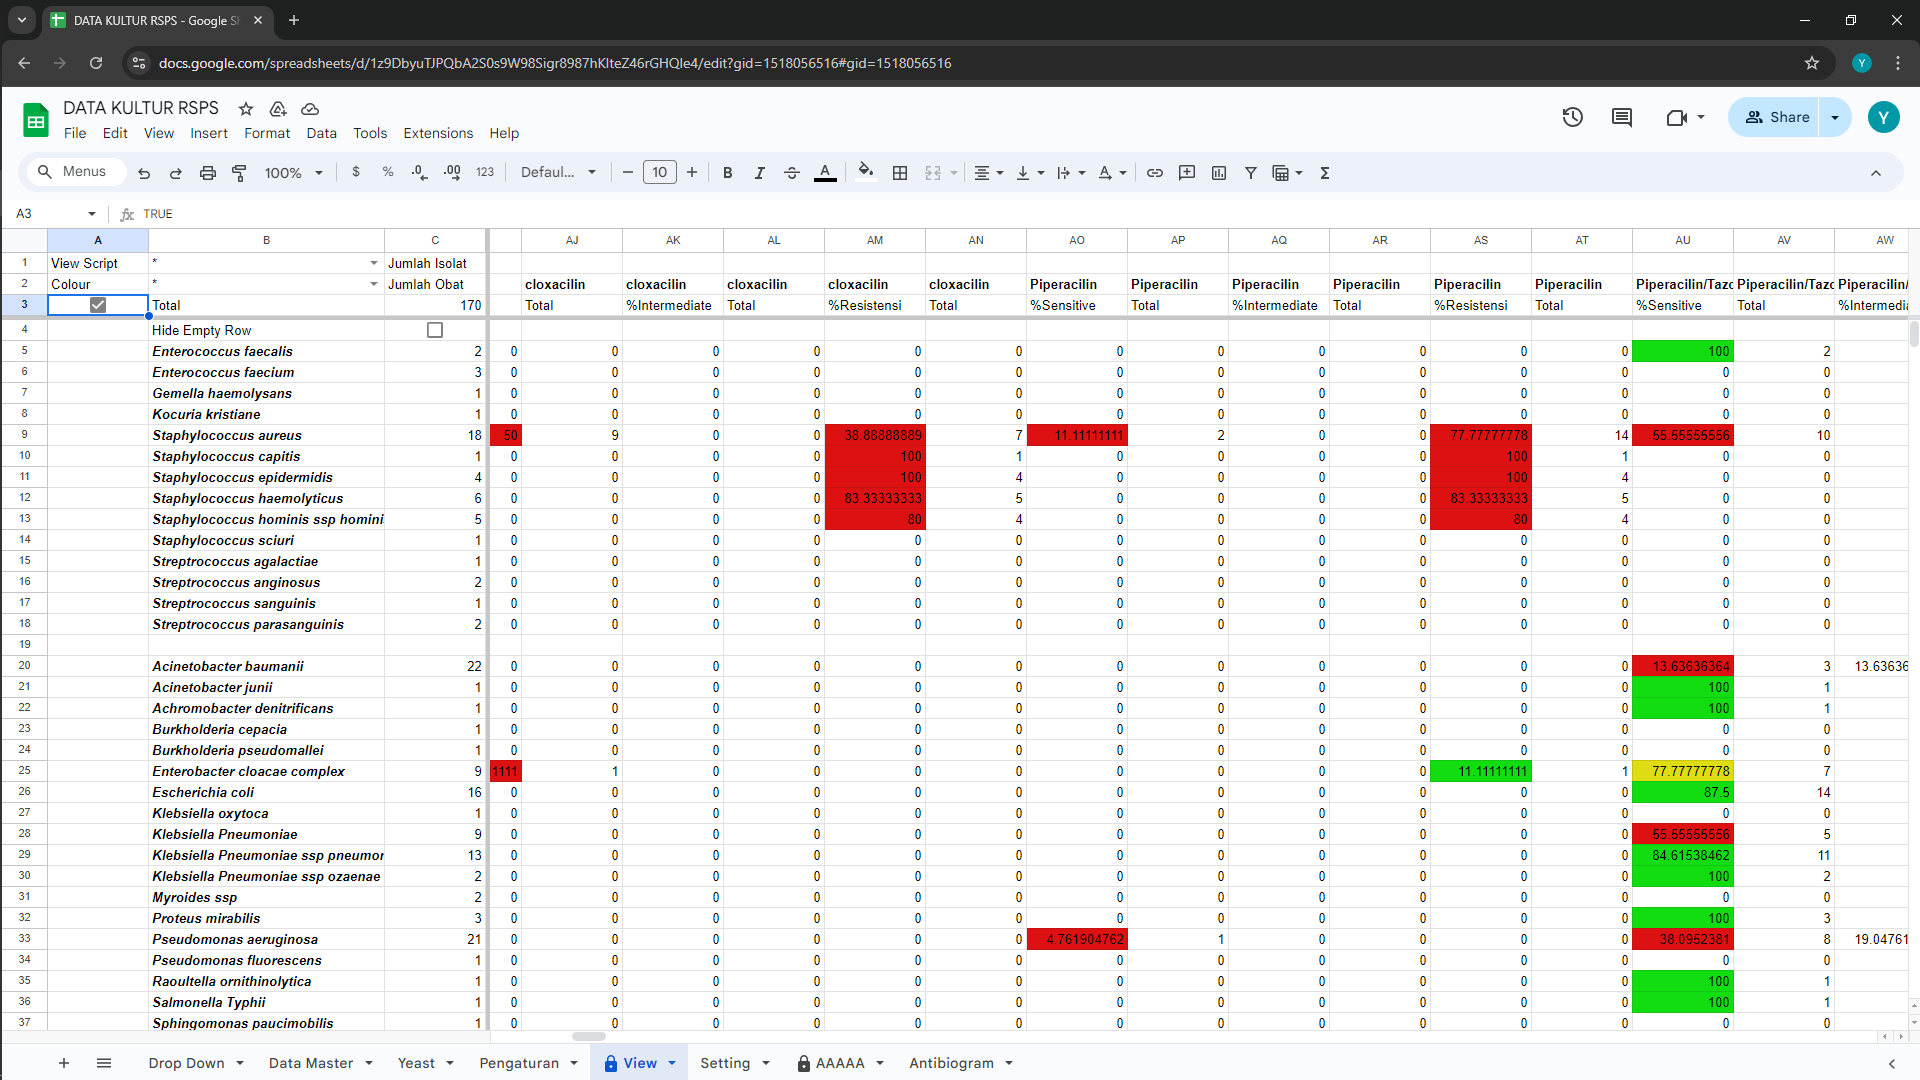 DATA KULTUR RSPS - Google Sh
docs.google.com/spreadsheets/d/1z9DbyuTJPQbA2S0s9W98Sigr8987hKIteZ46rGHQle4/edit?gid=1518056516#gid=1518056516
Y
DATA KULTUR RSPS
File Edit View Insert Format Data Tools Extensions Help
Share
Y
Menus 100% $ % .0 .00 123 Defaul... 10 B I A
A3 fx TRUE
A B C AJ AK AL AM AN AO AP AQ AR AS AT AU AV AW
1 View Script * Jumlah Isolat
2 Colour * Jumlah Obat cloxacilin cloxacilin cloxacilin cloxacilin cloxacilin Piperacilin Piperacilin Piperacilin Piperacilin Piperacilin Piperacilin Piperacilin/Tazo Piperacilin/Tazo Piperacilin/
3 Total 170 Total %Intermediate Total %Resistensi Total %Sensitive Total %Intermediate Total %Resistensi Total %Sensitive Total %Intermedia
4 Hide Empty Row
5 Enterococcus faecalis 2 0 0 0 0 0 0 0 0 0 0 0 0 100 2
6 Enterococcus faecium 3 0 0 0 0 0 0 0 0 0 0 0 0 0 0
7 Gemella haemolysans 1 0 0 0 0 0 0 0 0 0 0 0 0 0 0
8 Kocuria kristiane 1 0 0 0 0 0 0 0 0 0 0 0 0 0 0
9 Staphylococcus aureus 18 50 9 0 0 38.88888889 7 11.11111111 2 0 0 77.77777778 14 55.55555556 10
10 Staphylococcus capitis 1 0 0 0 0 100 1 0 0 0 0 100 1 0 0
11 Staphylococcus epidermidis 4 0 0 0 0 100 4 0 0 0 0 100 4 0 0
12 Staphylococcus haemolyticus 6 0 0 0 0 83.33333333 5 0 0 0 0 83.33333333 5 0 0
13 Staphylococcus hominis ssp homini 5 0 0 0 0 80 4 0 0 0 0 80 4 0 0
14 Staphylococcus sciuri 1 0 0 0 0 0 0 0 0 0 0 0 0 0 0
15 Streptrococcus agalactiae 1 0 0 0 0 0 0 0 0 0 0 0 0 0 0
16 Streptrococcus anginosus 2 0 0 0 0 0 0 0 0 0 0 0 0 0 0
17 Streptrococcus sanguinis 1 0 0 0 0 0 0 0 0 0 0 0 0 0 0
18 Streptrococcus parasanguinis 2 0 0 0 0 0 0 0 0 0 0 0 0 0 0
19
20 Acinetobacter baumanii 22 0 0 0 0 0 0 0 0 0 0 0 0 13.63636364 3 13.63636
21 Acinetobacter junii 1 0 0 0 0 0 0 0 0 0 0 0 0 100 1
22 Achromobacter denitrificans 1 0 0 0 0 0 0 0 0 0 0 0 0 100 1
23 Burkholderia cepacia 1 0 0 0 0 0 0 0 0 0 0 0 0 0 0
24 Burkholderia pseudomallei 1 0 0 0 0 0 0 0 0 0 0 0 0 0 0
25 Enterobacter cloacae complex 9 1111 1 0 0 0 0 0 0 0 0 11.11111111 1 77.77777778 7
26 Escherichia coli 16 0 0 0 0 0 0 0 0 0 0 0 0 87.5 14
27 Klebsiella oxytoca 1 0 0 0 0 0 0 0 0 0 0 0 0 0 0
28 Klebsiella Pneumoniae 9 0 0 0 0 0 0 0 0 0 0 0 0 55.55555556 5
29 Klebsiella Pneumoniae ssp pneumor 13 0 0 0 0 0 0 0 0 0 0 0 0 84.61538462 11
30 Klebsiella Pneumoniae ssp ozaenae 2 0 0 0 0 0 0 0 0 0 0 0 0 100 2
31 Myroides ssp 2 0 0 0 0 0 0 0 0 0 0 0 0 0 0
32 Proteus mirabilis 3 0 0 0 0 0 0 0 0 0 0 0 0 100 3
33 Pseudomonas aeruginosa 21 0 0 0 0 0 0 4.761904762 1 0 0 0 0 38.0952381 8 19.04761
34 Pseudomonas fluorescens 1 0 0 0 0 0 0 0 0 0 0 0 0 0 0
35 Raoultella ornithinolytica 1 0 0 0 0 0 0 0 0 0 0 0 0 100 1
36 Salmonella Typhii 1 0 0 0 0 0 0 0 0 0 0 0 0 100 1
37 Sphingomonas paucimobilis 1 0 0 0 0 0 0 0 0 0 0 0 0 0 0
Drop Down Data Master Yeast Pengaturan View Setting AAAAA Antibiogram